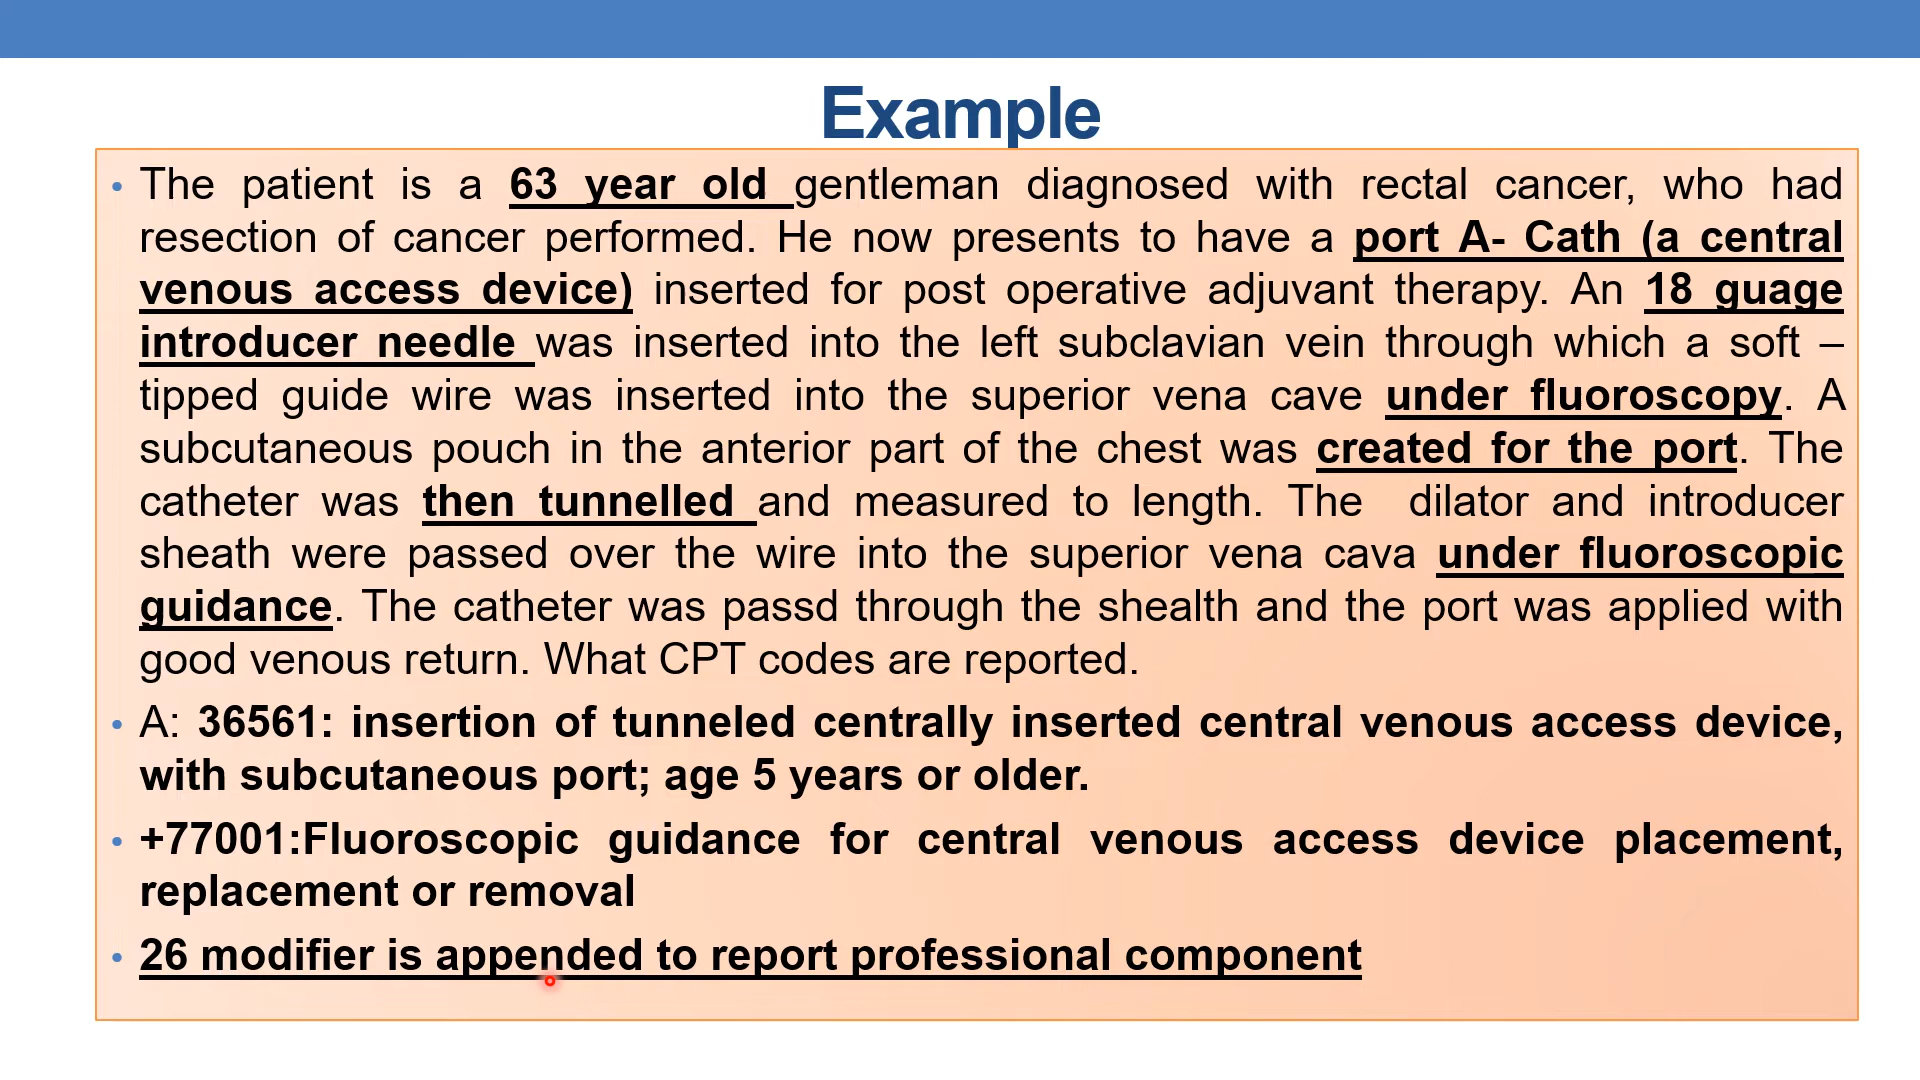 Example
• The patient is a 63 year old gentleman diagnosed with rectal cancer, who had
resection of cancer performed. He now presents to have a port A- Cath (a central
venous access device) inserted for post operative adjuvant therapy. An 18 guage
introducer needle was inserted into the left subclavian vein through which a soft –
tipped guide wire was inserted into the superior vena cave under fluoroscopy. A
subcutaneous pouch in the anterior part of the chest was created for the port. The
catheter was then tunnelled and measured to length. The dilator and introducer
sheath were passed over the wire into the superior vena cava under fluoroscopic
guidance. The catheter was passd through the shealth and the port was applied with
good venous return. What CPT codes are reported.
• A: 36561: insertion of tunneled centrally inserted central venous access device,
with subcutaneous port; age 5 years or older.
• +77001:Fluoroscopic guidance for central venous access device placement,
replacement or removal
• 26 modifier is appended to report professional component